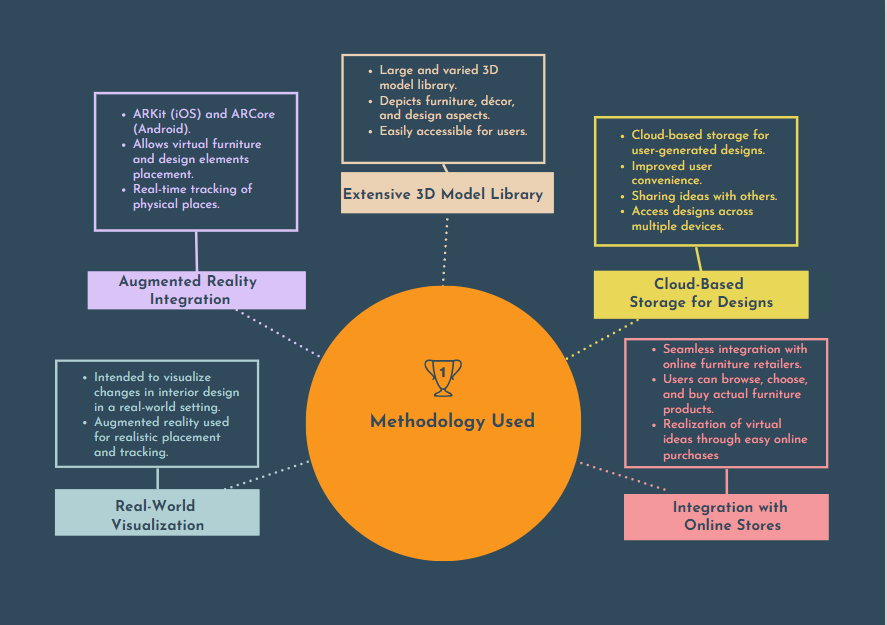 • Large and varied 3D
model library.
• Depicts furniture, décor,
and design aspects.
• Easily accessible for users.
Extensive 3D Model Library
• ARKit (iOS) and ARCore
(Android).
• Allows virtual furniture
and design elements
placement.
• Real-time tracking of
physical places.
Augmented Reality
Integration
• Cloud-based storage for
user-generated designs.
• Improved user
convenience.
• Sharing ideas with others.
• Access designs across
multiple devices.
Cloud-Based
Storage for Designs
• Intended to visualize
changes in interior design
in a real-world setting.
• Augmented reality used
for realistic placement
and tracking.
Real-World
Visualization
1
Methodology Used
• Seamless integration with
online furniture retailers.
• Users can browse, choose,
and buy actual furniture
products.
• Realization of virtual
ideas through easy online
purchases
Integration with
Online Stores